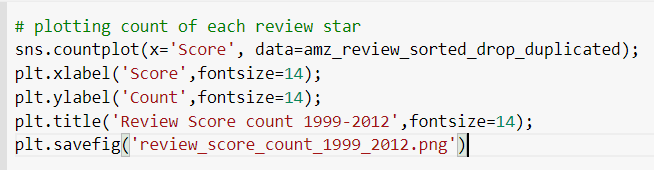 # plotting count of each review star
sns.countplot(x='Score', data=amz_review_sorted_drop_duplicated);
plt.xlabel('Score',fontsize=14);
plt.ylabel('Count',fontsize=14);
plt.title('Review Score count 1999-2012',fontsize=14);
plt.savefig('review_score_count_1999_2012.png')